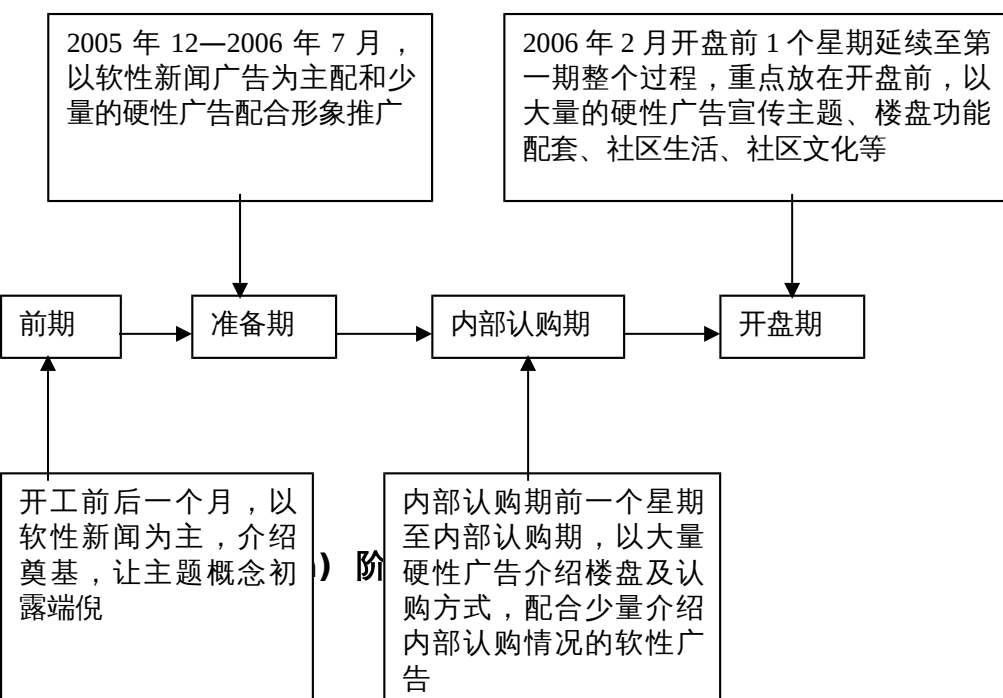 2005 年 12—2006 年 7 月，
以软性新闻广告为主配和少
量的硬性广告配合形象推广
2006 年 2 月开盘前 1 个星期延续至第
一期整个过程，重点放在开盘前，以
大量的硬性广告宣传主题、楼盘功能
配套、社区生活、社区文化等
前期
准备期
内部认购期
开盘期
开工前后一个月，以
软性新闻为主，介绍
奠基，让主题概念初
露端倪
) 阶
内部认购期前一个星期
至内部认购期，以大量
硬性广告介绍楼盘及认
购方式，配合少量介绍
内部认购情况的软性广
告